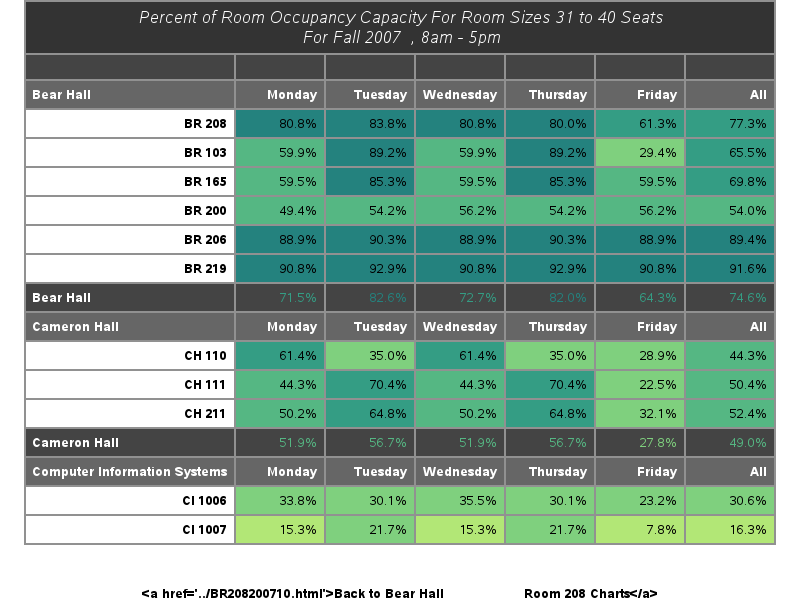 Percent of Room Occupancy Capacity For Room Sizes 31 to 40 Seats
For Fall 2007 , 8am - 5pm
Bear Hall Monday Tuesday Wednesday Thursday Friday All
BR 208 80.8% 83.8% 80.8% 80.0% 61.3% 77.3%
BR 103 59.9% 89.2% 59.9% 89.2% 29.4% 65.5%
BR 165 59.5% 85.3% 59.5% 85.3% 59.5% 69.8%
BR 200 49.4% 54.2% 56.2% 54.2% 56.2% 54.0%
BR 206 88.9% 90.3% 88.9% 90.3% 88.9% 89.4%
BR 219 90.8% 92.9% 90.8% 92.9% 90.8% 91.6%
Bear Hall 71.5% 82.6% 72.7% 82.0% 64.3% 74.6%
Cameron Hall Monday Tuesday Wednesday Thursday Friday All
CH 110 61.4% 35.0% 61.4% 35.0% 28.9% 44.3%
CH 111 44.3% 70.4% 44.3% 70.4% 22.5% 50.4%
CH 211 50.2% 64.8% 50.2% 64.8% 32.1% 52.4%
Cameron Hall 51.9% 56.7% 51.9% 56.7% 27.8% 49.0%
Computer Information Systems Monday Tuesday Wednesday Thursday Friday All
CI 1006 33.8% 30.1% 35.5% 30.1% 23.2% 30.6%
CI 1007 15.3% 21.7% 15.3% 21.7% 7.8% 16.3%
<a href='../BR208200710.html'>Back to Bear Hall Room 208 Charts</a>